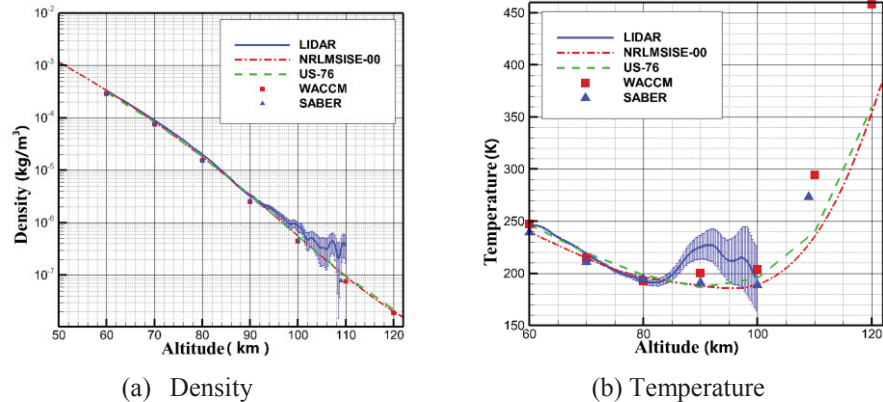 10-2
10-3
10-4
10-5
10-6
10-7
Density (kg/m3)
LIDAR
NRLMSISE-00
US-76
WACCM
SABER
50 60 70 80 90 100 110 120
Altitude ( km)
(a) Density
450
400
350
300
250
200
150
Temperature (K)
LIDAR
NRLMSISE-00
US-76
WACCM
SABER
60 80 100 120
Altitude (km)
(b) Temperature